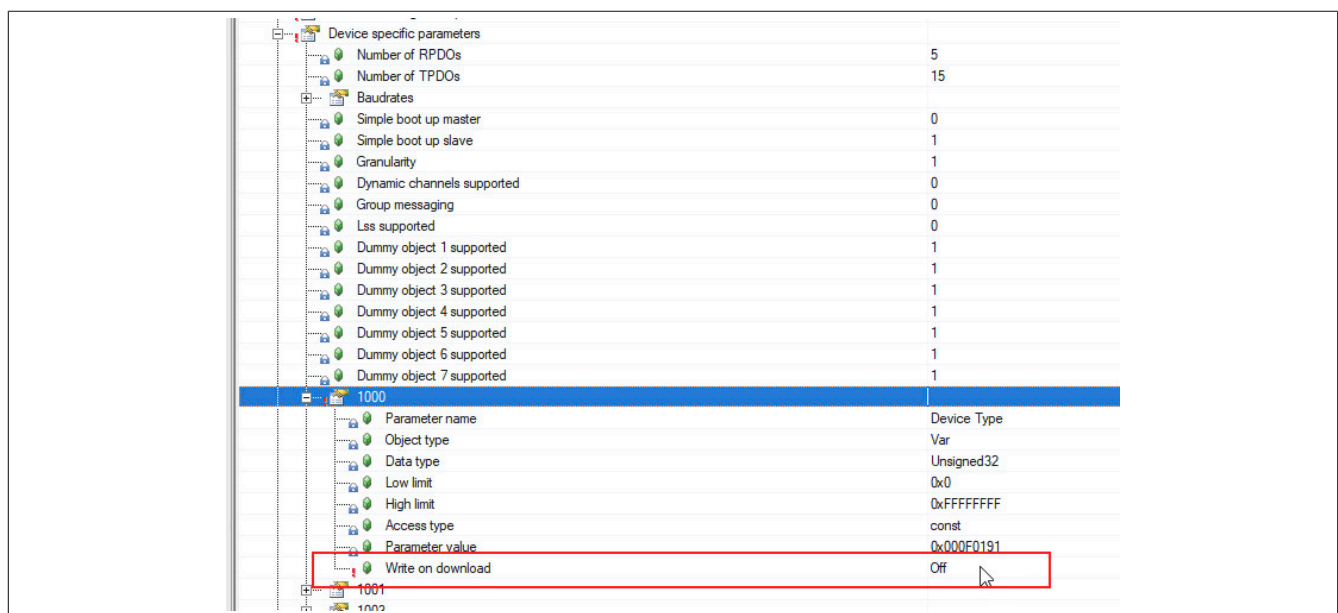 Device specific parameters
Number of RPDOs 5
Number of TPDOs 15
Baudrates
Simple boot up master 0
Simple boot up slave 1
Granularity 1
Dynamic channels supported 0
Group messaging 0
Lss supported 0
Dummy object 1 supported 1
Dummy object 2 supported 1
Dummy object 3 supported 1
Dummy object 4 supported 1
Dummy object 5 supported 1
Dummy object 6 supported 1
Dummy object 7 supported 1
1000
Parameter name Device Type
Object type Var
Data type Unsigned32
Low limit 0x0
High limit 0xFFFFFFFF
Access type const
Parameter value 0x000F0191
Write on download Off
1001
1003